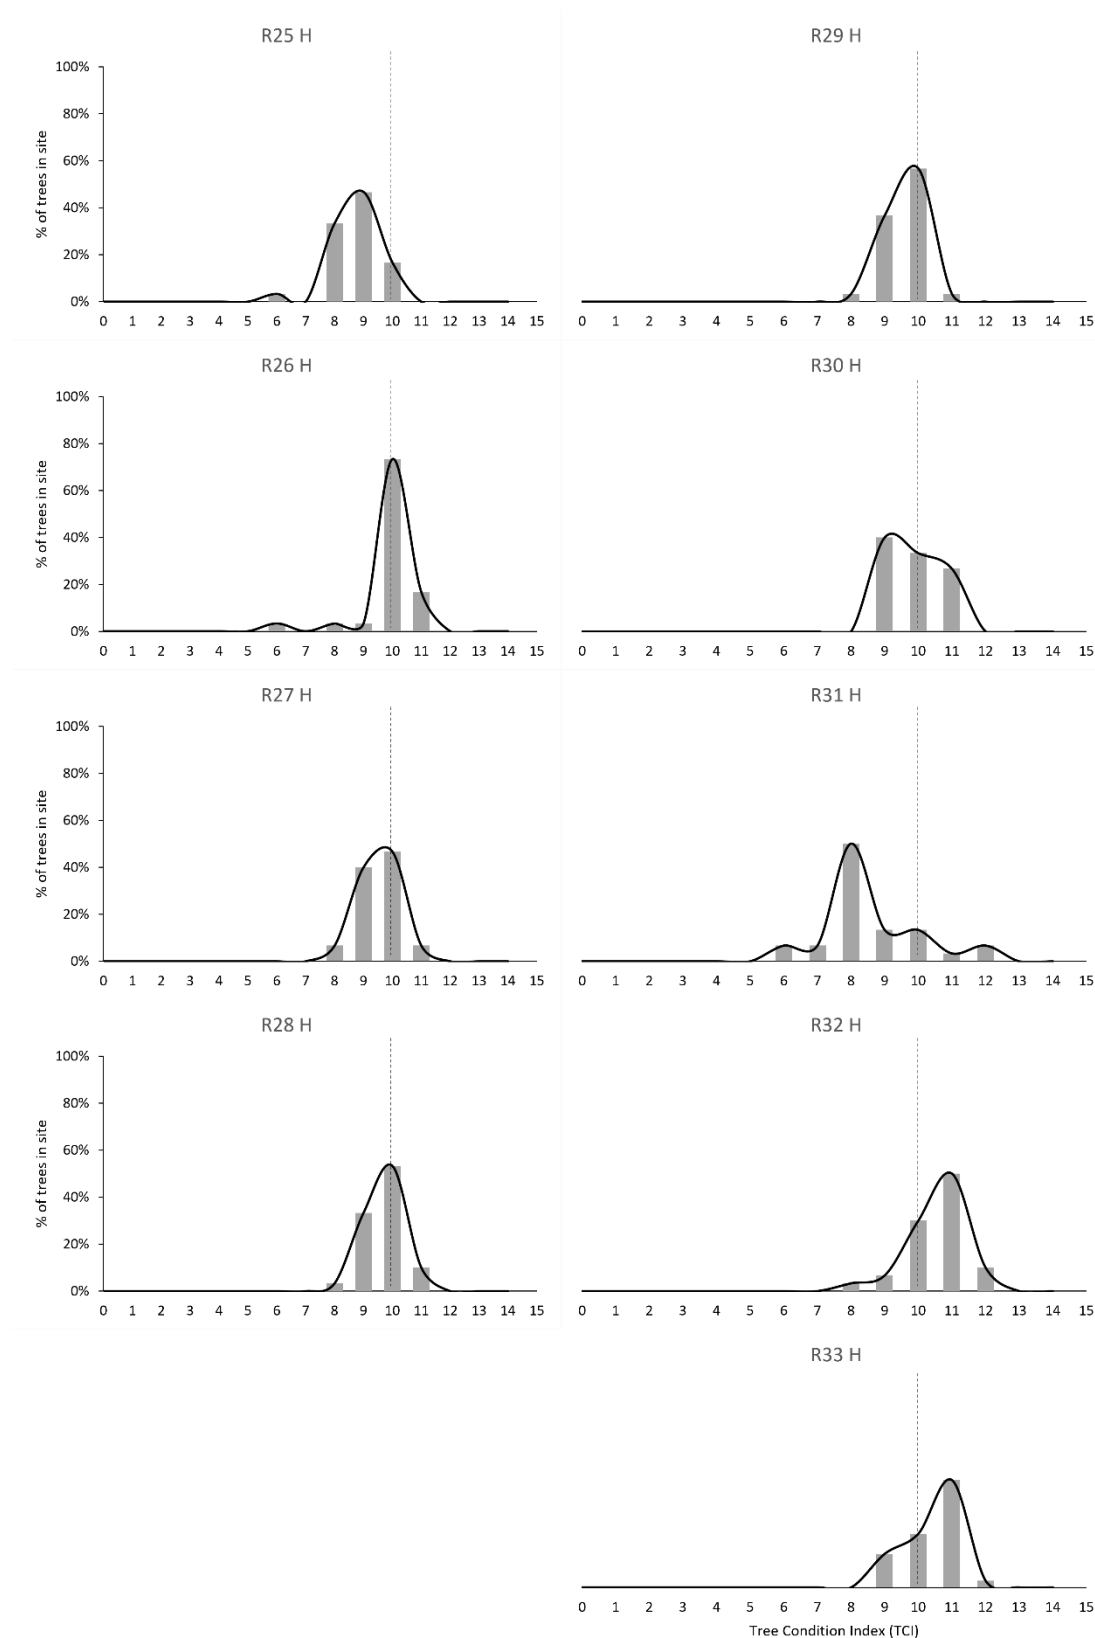 R25 H
% of trees in site
100%
80%
60%
40%
20%
0%
0 1 2 3 4 5 6 7 8 9 10 11 12 13 14 15
R29 H
0 1 2 3 4 5 6 7 8 9 10 11 12 13 14 15
R26 H
% of trees in site
100%
80%
60%
40%
20%
0%
0 1 2 3 4 5 6 7 8 9 10 11 12 13 14 15
R30 H
0 1 2 3 4 5 6 7 8 9 10 11 12 13 14 15
R27 H
% of trees in site
100%
80%
60%
40%
20%
0%
0 1 2 3 4 5 6 7 8 9 10 11 12 13 14 15
R31 H
0 1 2 3 4 5 6 7 8 9 10 11 12 13 14 15
R28 H
% of trees in site
100%
80%
60%
40%
20%
0%
0 1 2 3 4 5 6 7 8 9 10 11 12 13 14 15
R32 H
0 1 2 3 4 5 6 7 8 9 10 11 12 13 14 15
R33 H
0 1 2 3 4 5 6 7 8 9 10 11 12 13 14 15
Tree Condition Index (TCI)